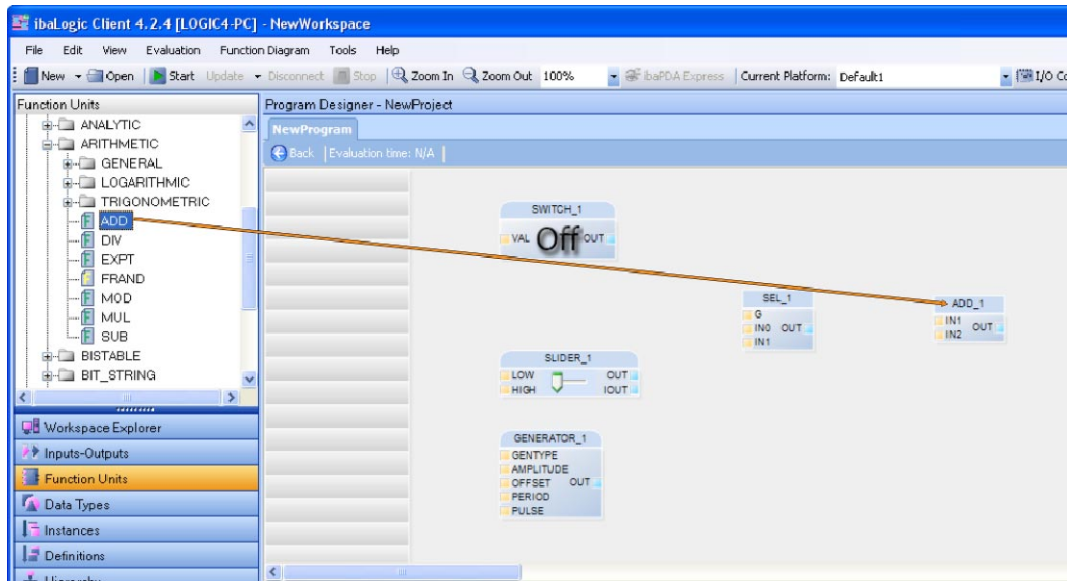 ibaLogic Client 4.2.4 [LOGIC4-PC] - NewWorkspace
File Edit View Evaluation Function Diagram Tools Help
New Open Start Update Disconnect Stop Zoom In Zoom Out 100% ibaPDA Express Current Platform: Default1 I/O Co
Function Units
ANALYTIC
ARITHMETIC
GENERAL
LOGARITHMIC
TRIGONOMETRIC
ADD
DIV
EXPT
FRAND
MOD
MUL
SUB
BISTABLE
BIT_STRING
Workspace Explorer
Inputs-Outputs
Function Units
Data Types
Instances
Definitions
Hierarchy
Program Designer - NewProject
NewProgram
Back Evaluation time: N/A
SWITCH_1
VAL Off OUT
SEL_1
G
IN0 OUT
IN1
ADD_1
IN1
OUT
IN2
SLIDER_1
LOW OUT
HIGH IOUT
GENERATOR_1
GENTYPE
AMPLITUDE
OFFSET OUT
PERIOD
PULSE